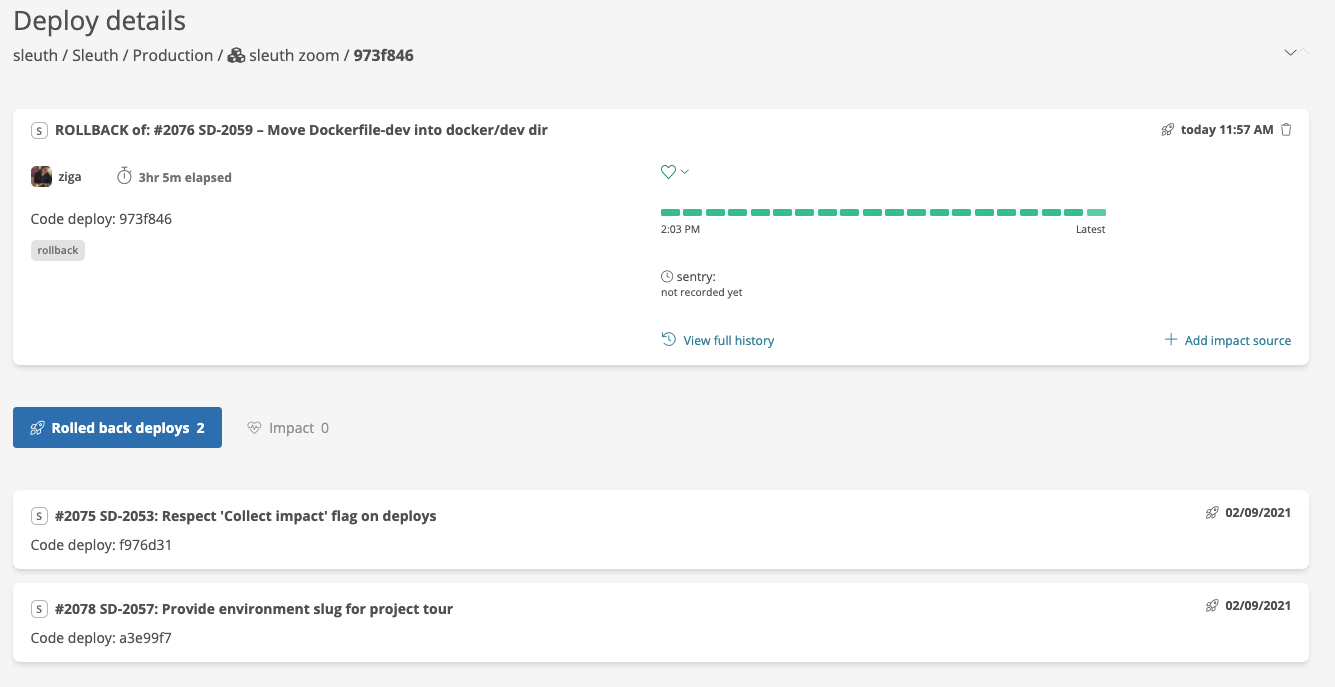 Deploy details
sleuth / Sleuth / Production / sleuth zoom / 973f846
S ROLLBACK of: #2076 SD-2059 – Move Dockerfile-dev into docker/dev dir
today 11:57 AM
ziga 3hr 5m elapsed
Code deploy: 973f846
rollback
2:03 PM Latest
sentry:
not recorded yet
View full history Add impact source
Rolled back deploys 2 Impact 0
S #2075 SD-2053: Respect 'Collect impact' flag on deploys 02/09/2021
Code deploy: f976d31
S #2078 SD-2057: Provide environment slug for project tour 02/09/2021
Code deploy: a3e99f7